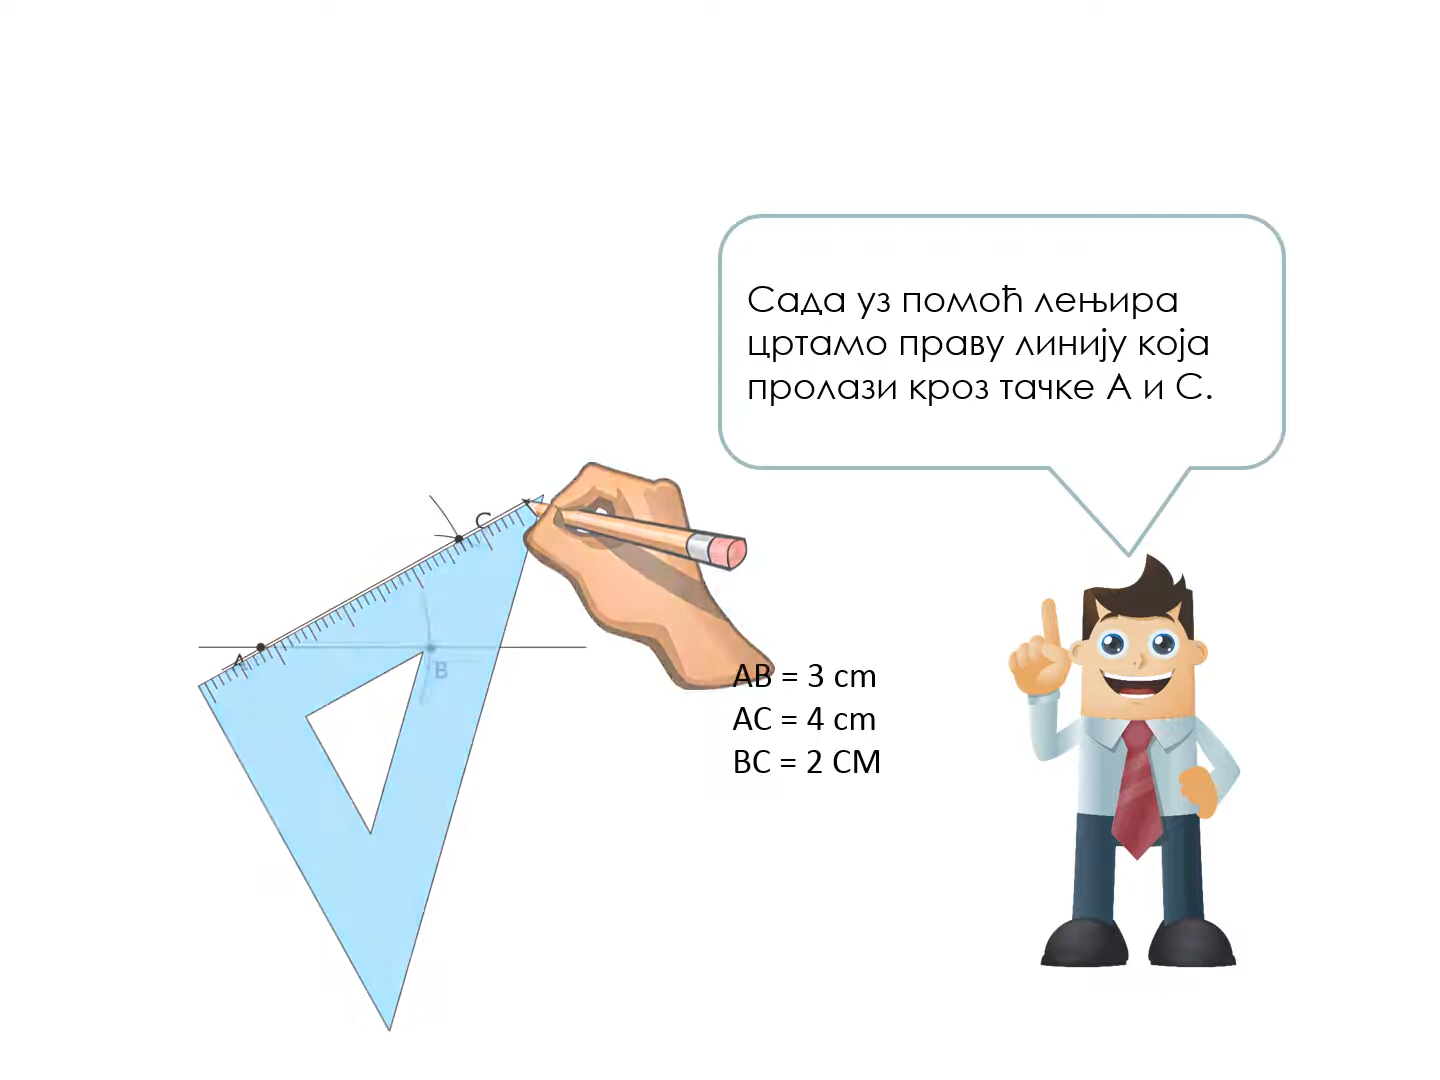 Сада уз помоћ лењира
цртамо праву линију која
пролази кроз тачке А и С.
C
A
B
AB = 3 cm
AC = 4 cm
BC = 2 CM